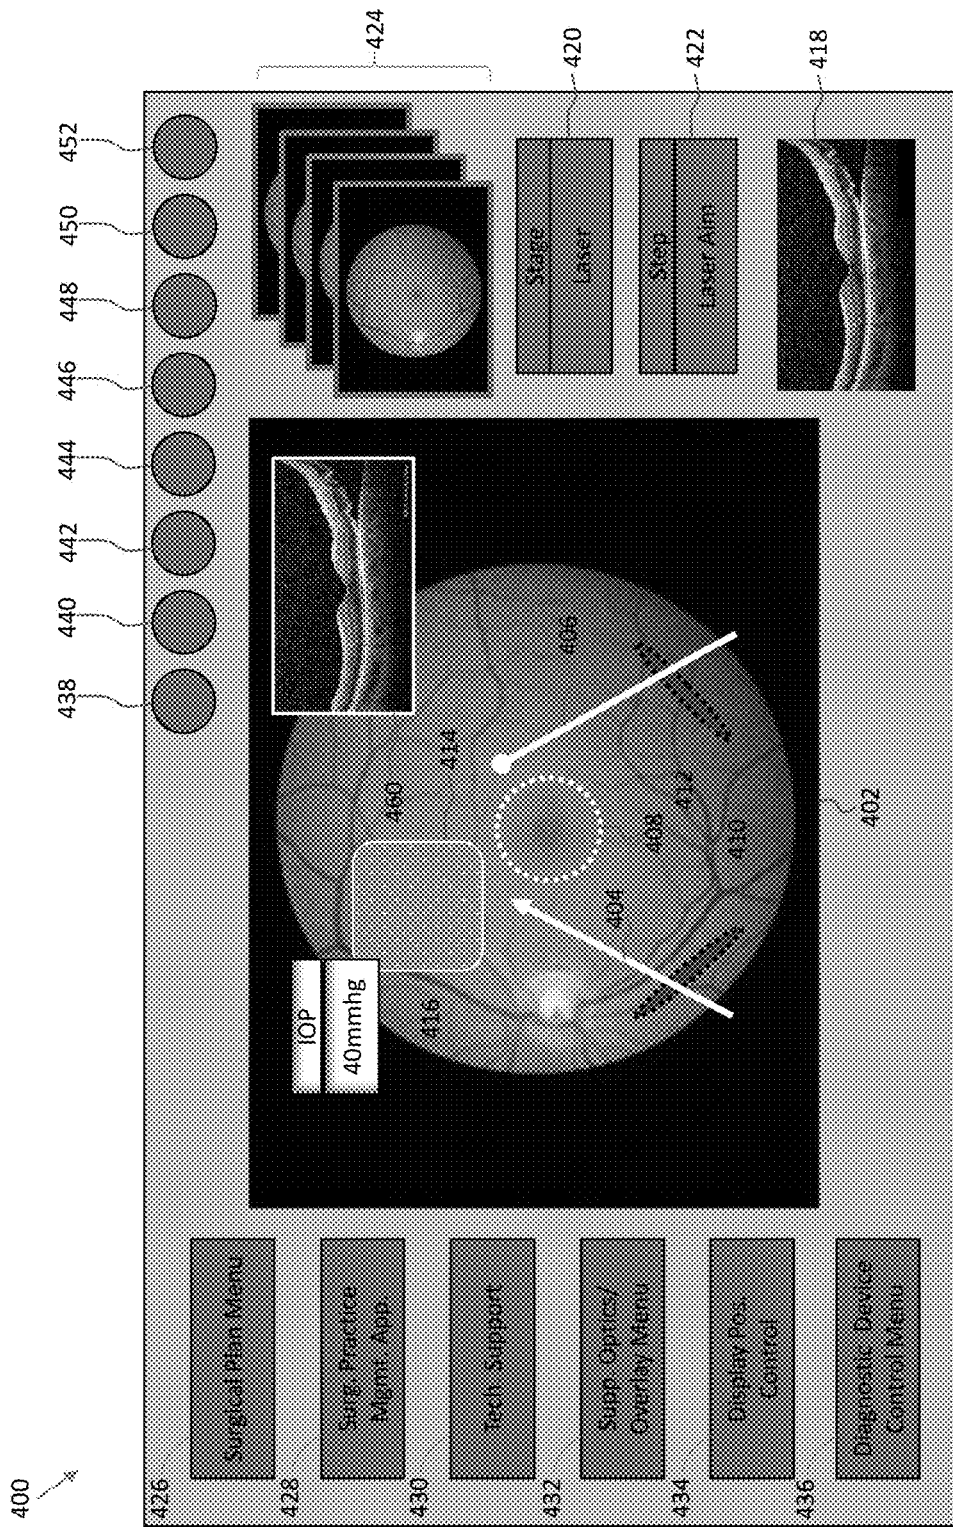 400
426
Surgical Plan Menu
428
Surg. Practice
Mgmt. App.
430
Tech. Support
432
Supp. Optics/
Overlay Menu
434
Display Pos.
Control
436
Diagnostic Device
Control Menu
438
440
442
444
446
448
450
452
IOP
40mmhg
416
460
414
404
408
412
410
406
402
424
Stage
Laser
420
Step
Laser Aim
422
418